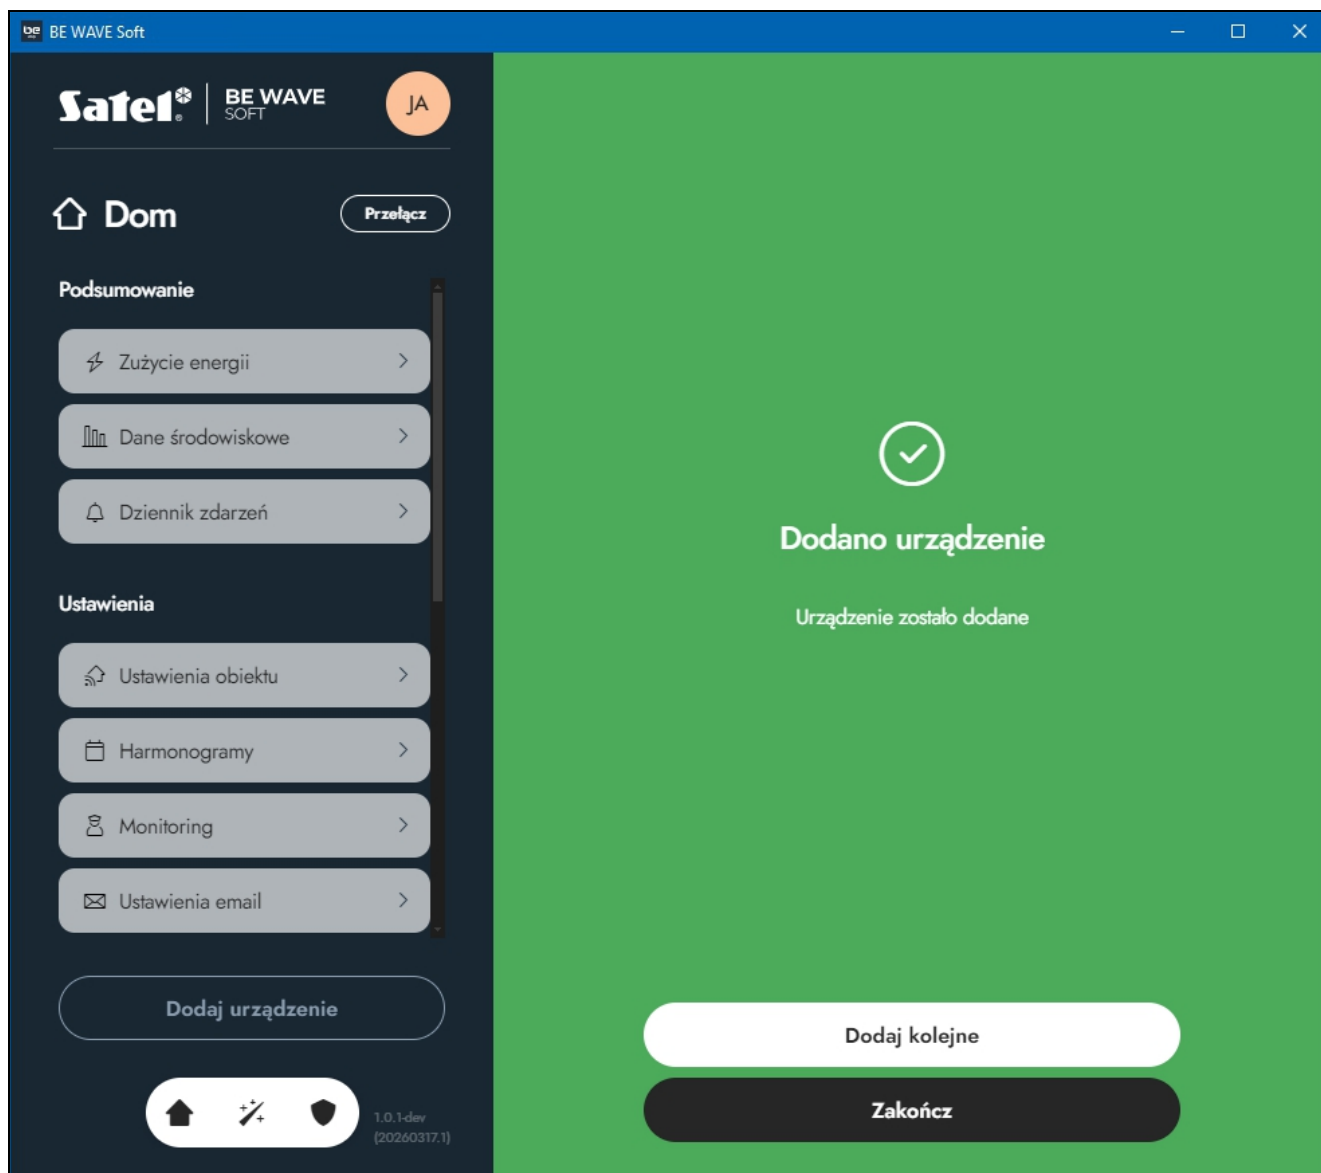 be
BE WAVE Soft
Satel® BE WAVE
SOFT
JA
Dom
Przełącz
Podsumowanie
Zużycie energii
Dane środowiskowe
Dziennik zdarzeń
Ustawienia
Ustawienia obiektu
Harmonogramy
Monitoring
Ustawienia email
Dodaj urządzenie
1.0.1-dev
(20260317.1)
Dodano urządzenie
Urządzenie zostało dodane
Dodaj kolejne
Zakończ